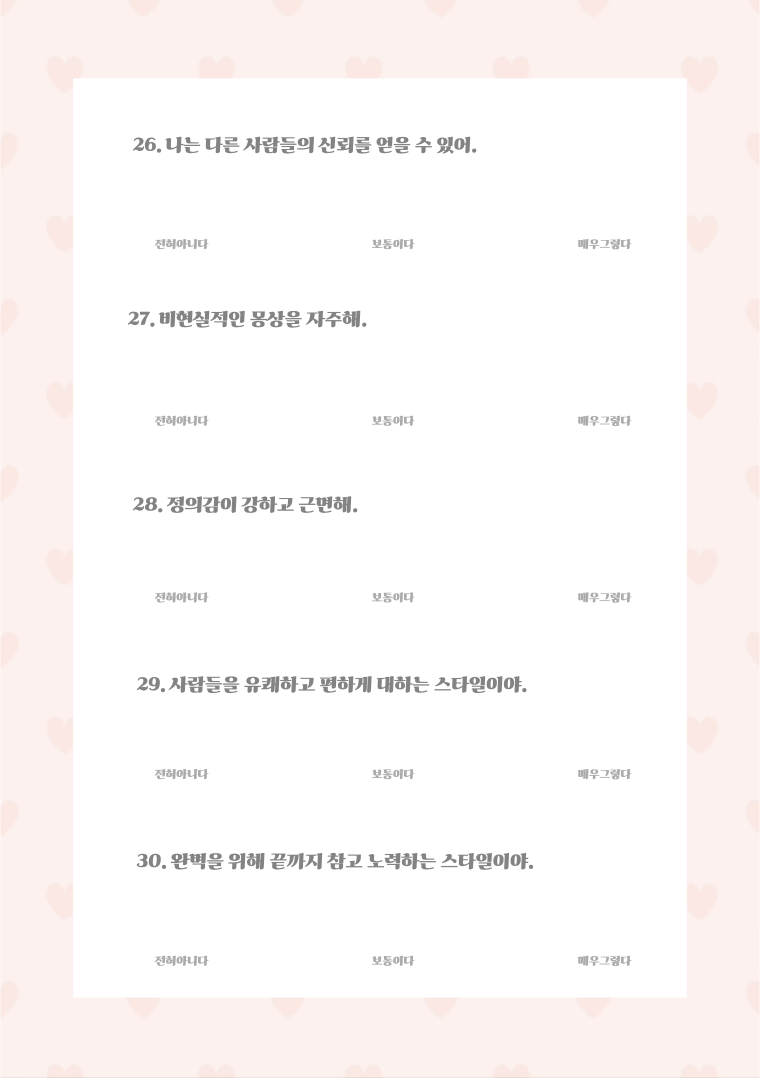 26. 나는 다른 사람들의 신뢰를 얻을 수 있어.
전혀아니다 보통이다 매우그렇다
27. 비현실적인 몽상을 자주해.
전혀아니다 보통이다 매우그렇다
28. 정의감이 강하고 근면해.
전혀아니다 보통이다 매우그렇다
29. 사람들을 유쾌하고 편하게 대하는 스타일이야.
전혀아니다 보통이다 매우그렇다
30. 완벽을 위해 끝까지 참고 노력하는 스타일이야.
전혀아니다 보통이다 매우그렇다